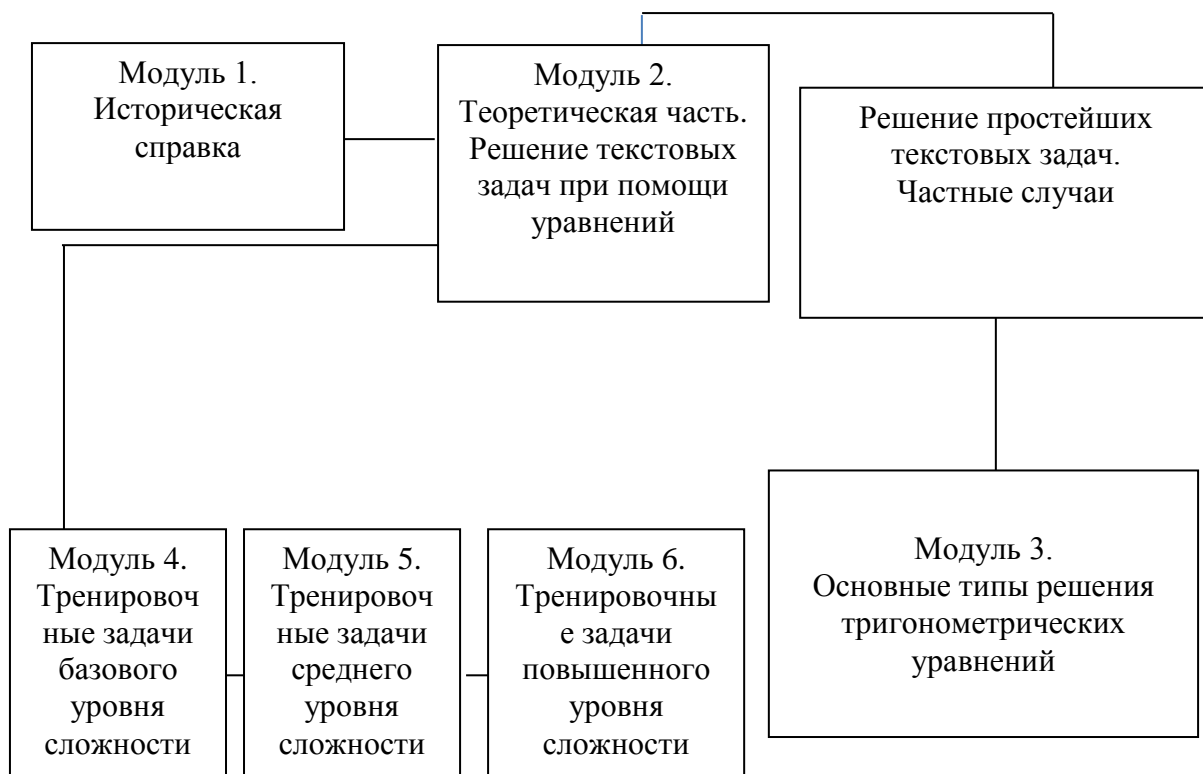 Модуль 1.
Историческая
справка
Модуль 2.
Теоретическая часть.
Решение текстовых
задач при помощи
уравнений
Решение простейших
текстовых задач.
Частные случаи
Модуль 4.
Тренировоч
ные задачи
базового
уровня
сложности
Модуль 5.
Тренировоч
ные задачи
среднего
уровня
сложности
Модуль 6.
Тренировочны
е задачи
повышенного
уровня
сложности
Модуль 3.
Основные типы решения
тригонометрических
уравнений